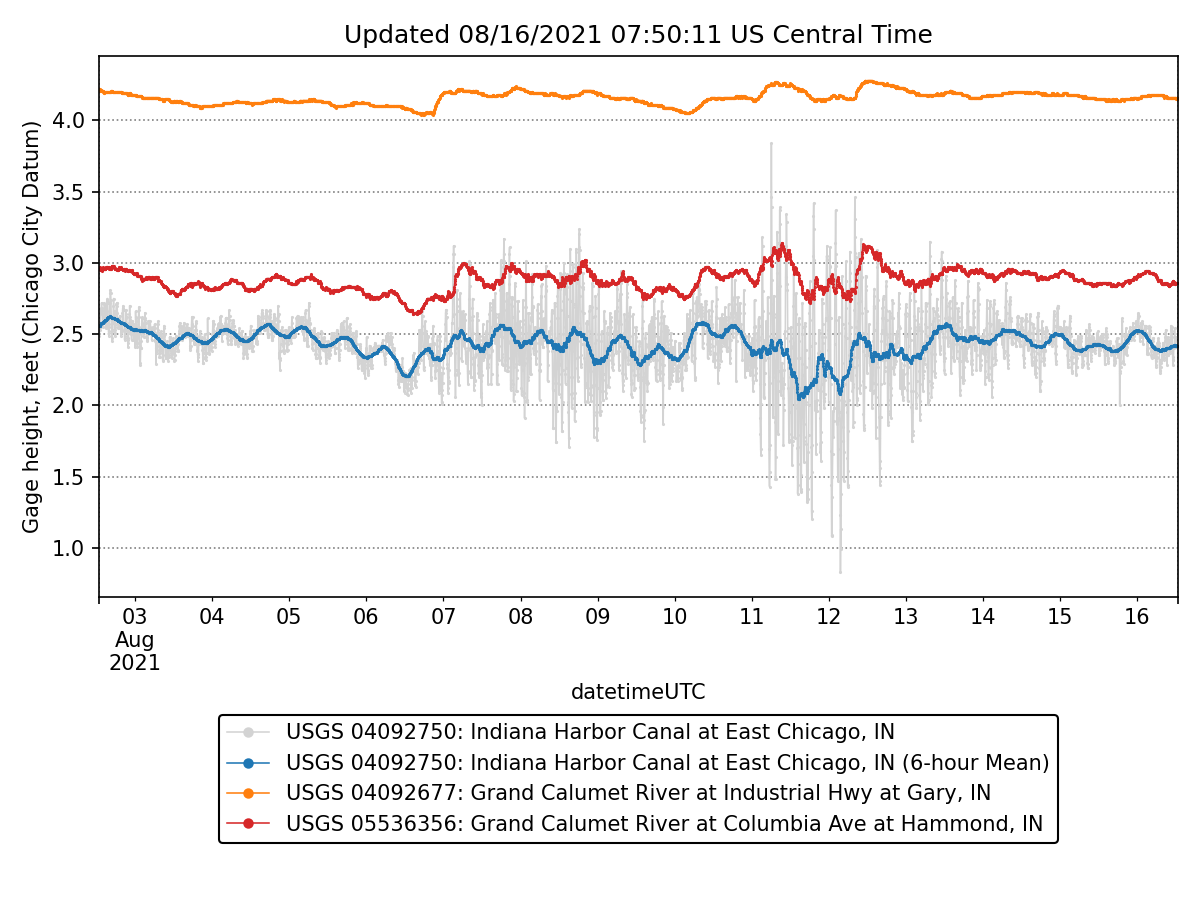 Updated 08/16/2021 07:50:11 US Central Time
Gage height, feet (Chicago City Datum)
4.0
3.5
3.0
2.5
2.0
1.5
1.0
03 04 05 06 07 08 09 10 11 12 13 14 15 16
Aug
2021
datetimeUTC
USGS 04092750: Indiana Harbor Canal at East Chicago, IN
USGS 04092750: Indiana Harbor Canal at East Chicago, IN (6-hour Mean)
USGS 04092677: Grand Calumet River at Industrial Hwy at Gary, IN
USGS 05536356: Grand Calumet River at Columbia Ave at Hammond, IN